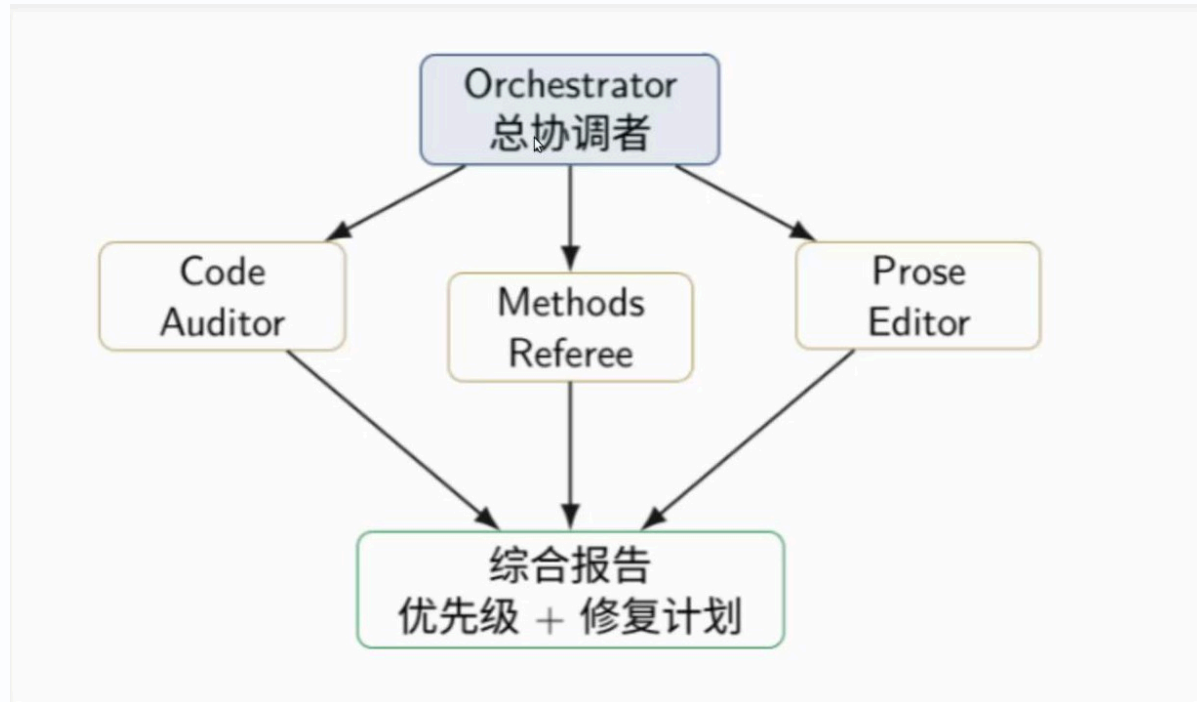 Orchestrator
总协调者
Code
Auditor
Methods
Referee
Prose
Editor
综合报告
优先级 + 修复计划